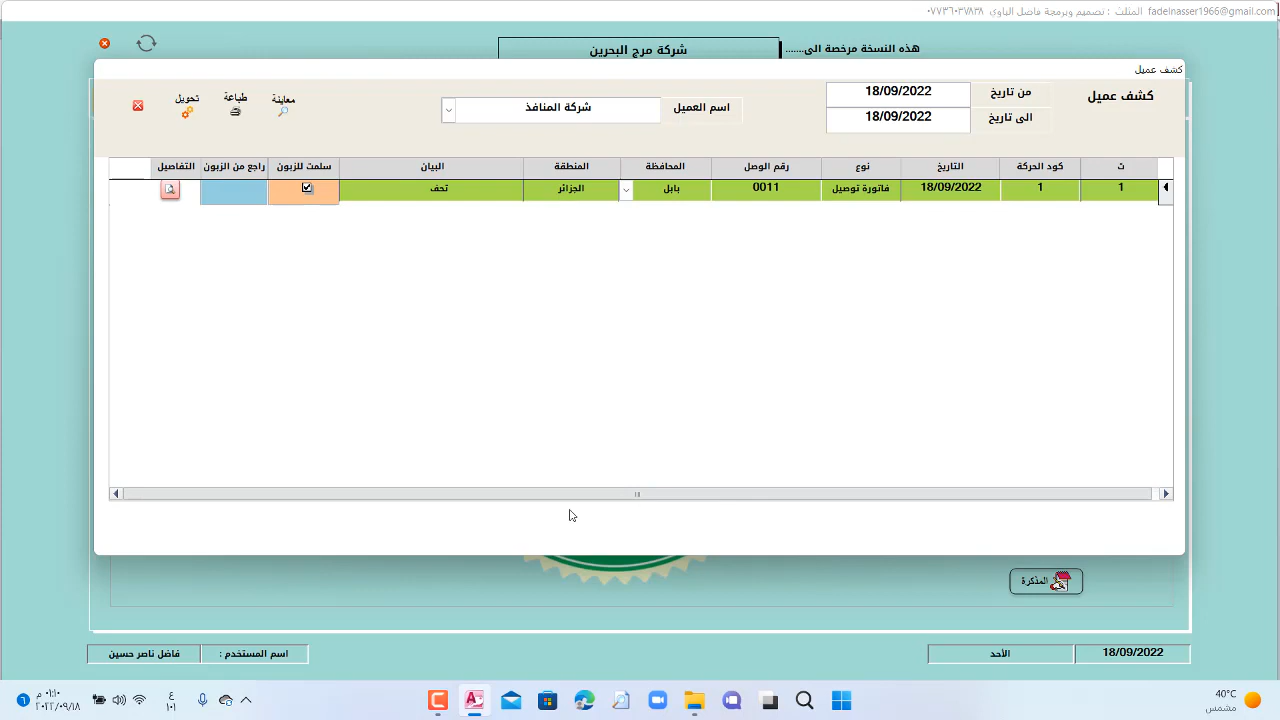 fadelnasser1966@gmail.com المثلث : تصميم وبرمجة فاضل الباوي ٠٧٧٣٦٠٣٧٨٣٨
هذه النسخة مرخصة الى.......
شركة مرج البحرين
كشف عميل
كشف عميل
من تاريخ
18/09/2022
الى تاريخ
18/09/2022
اسم العميل
شركة المنافذ
معاينة
طباعة
تحويل
ت كود الحركة التاريخ نوع رقم الوصل المحافظة المنطقة البيان سلمت للزبون راجع من الزبون التفاصيل
1 1 18/09/2022 فاتورة توصيل 0011 بابل الجزائر تحف
المذكرة
18/09/2022
الأحد
اسم المستخدم :
فاضل ناصر حسين
40°C
مشمس
ع
١٠١
٠١:١٠ م
٢٠٢٢/٠٩/١٨
٦